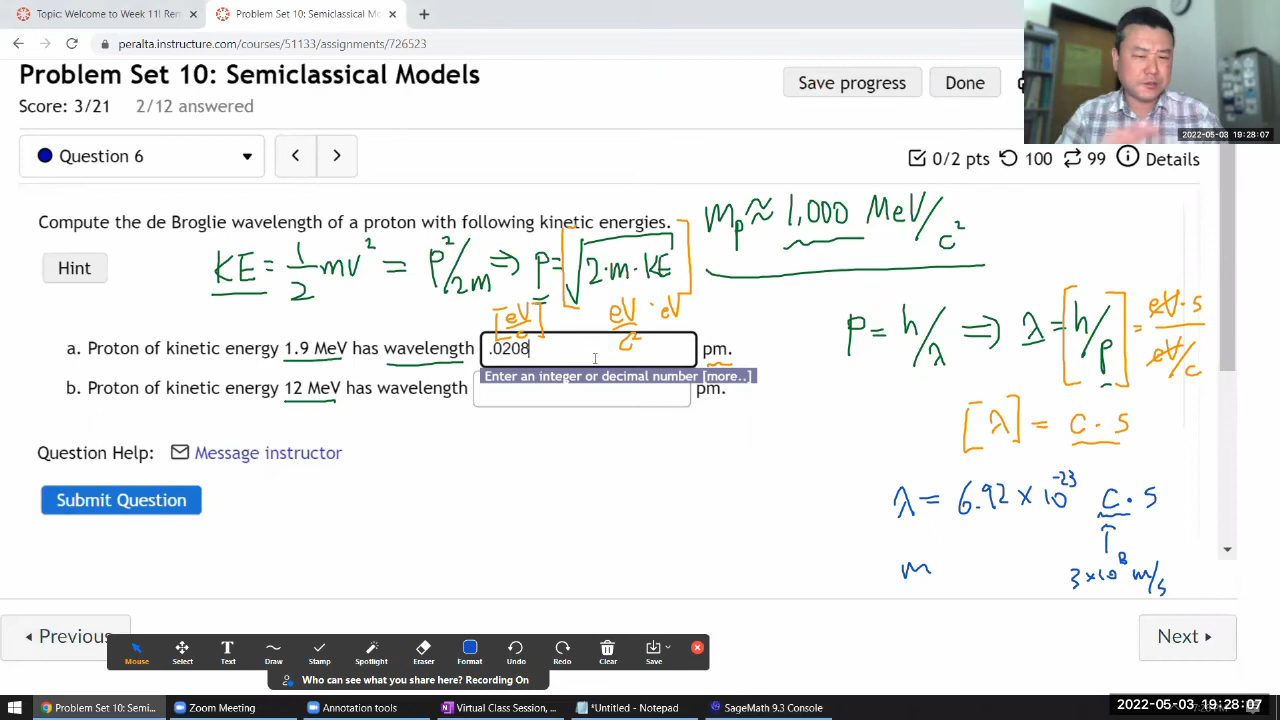 Topic: Welcome to Week 11! Ren
Problem Set 10: Semiclassical Mo
peralta.instructure.com/courses/51133/assignments/726523
2022-05-03 19:28:07
Problem Set 10: Semiclassical Models
Score: 3/21 2/12 answered
Save progress
Done
Question 6
0/2 pts 100 99 Details
Compute the de Broglie wavelength of a proton with following kinetic energies.
mp ≈ 1,000 MeV/c²
Hint
KE = 1/2 mv² = p²/2m ⇒ p = √2·m·KE
[eV/c] eV/c² · eV
p = h/λ ⇒ λ = [h/p] = eV·s / eV/c
a. Proton of kinetic energy 1.9 MeV has wavelength .0208 pm.
Enter an integer or decimal number [more..]
b. Proton of kinetic energy 12 MeV has wavelength pm.
[λ] = c·s
Question Help: Message instructor
Submit Question
λ = 6.92 × 10⁻²³ c·s
m 3×10⁸ m/s
Previous
Next
Mouse Select Text Draw Stamp Spotlight Eraser Format Undo Redo Clear Save
Who can see what you share here? Recording On
Problem Set 10: Semi...
Zoom Meeting
Annotation tools
Virtual Class Session, ...
*Untitled - Notepad
SageMath 9.3 Console
2022-05-03 19:28:07